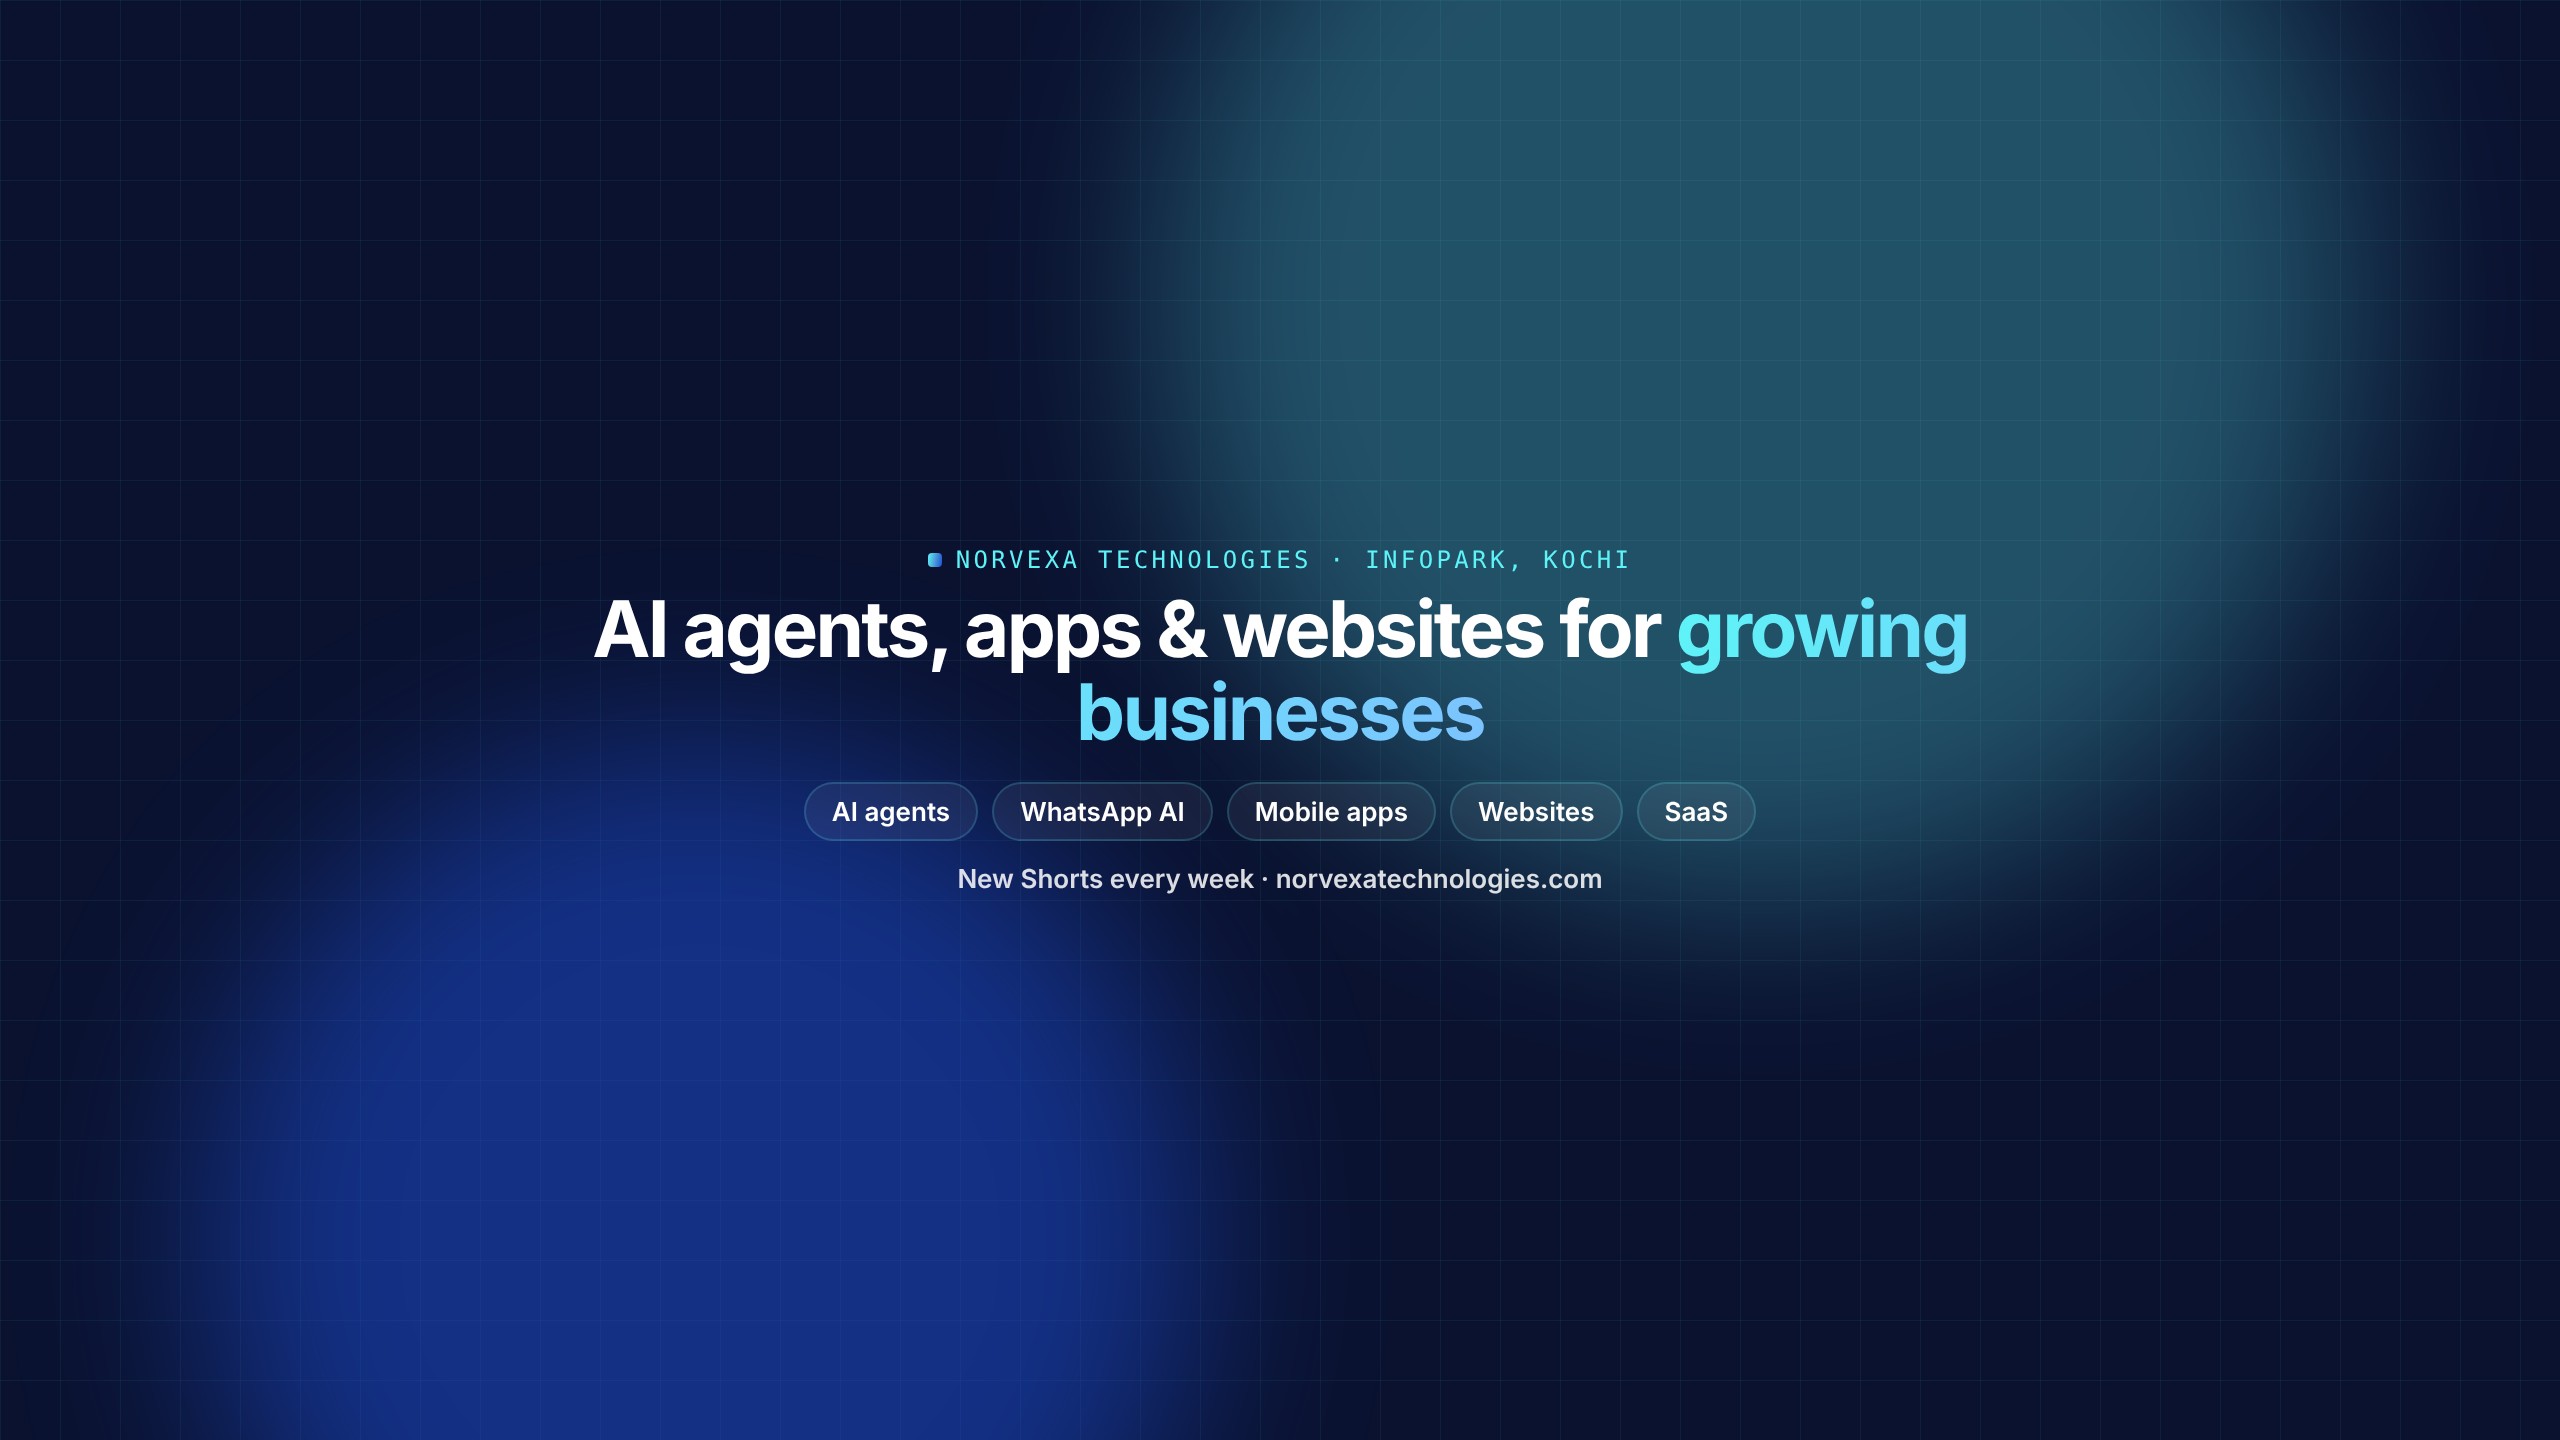 NORVEXA TECHNOLOGIES · INFOPARK, KOCHI
AI agents, apps & websites for growing
businesses
AI agents WhatsApp AI Mobile apps Websites SaaS
New Shorts every week · norvexatechnologies.com